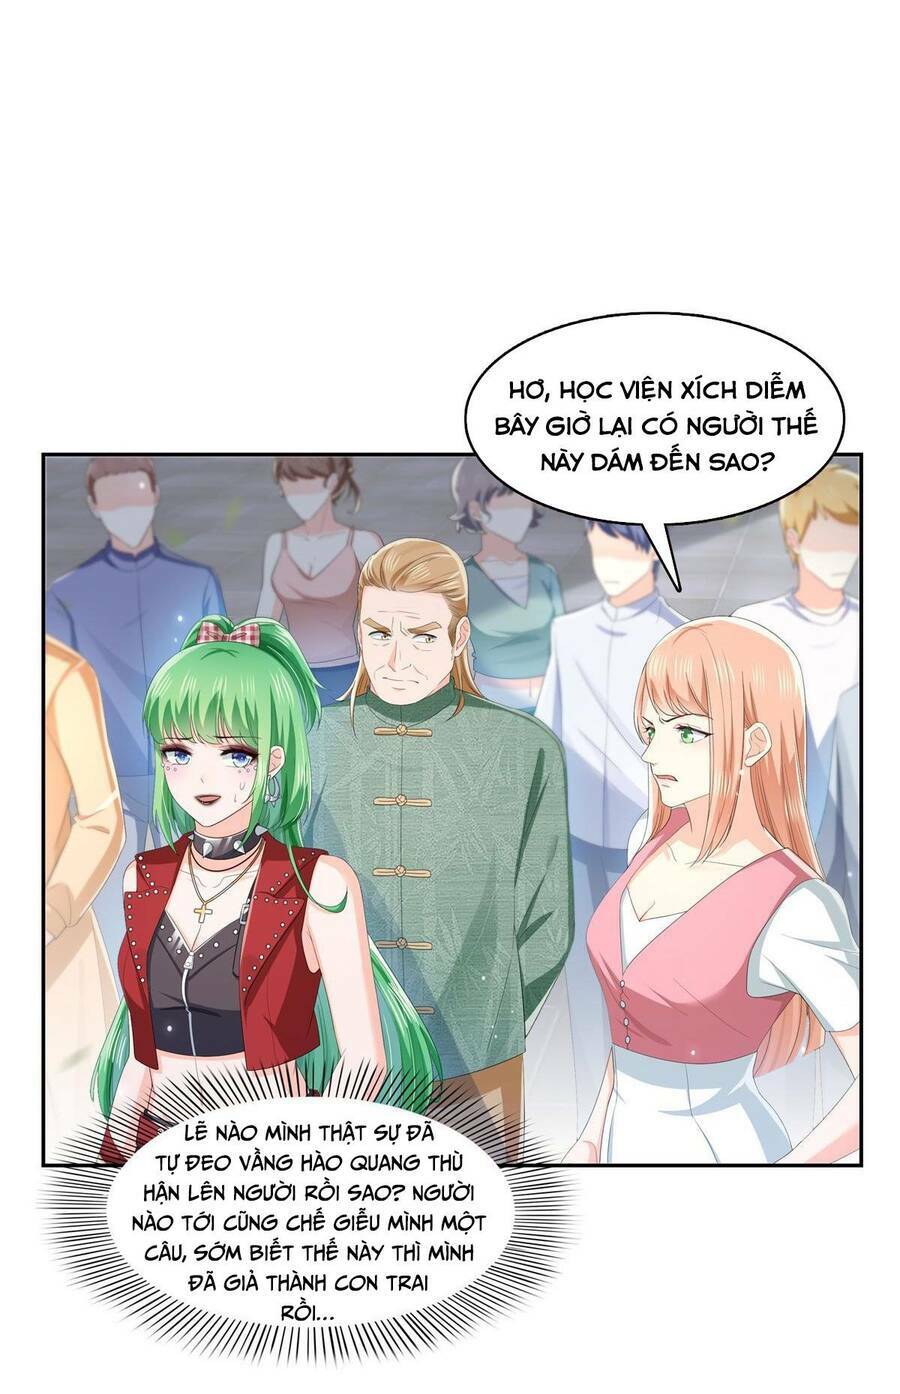 HƠ, HỌC VIỆN XÍCH DIỄM
BÂY GIỜ LẠI CÓ NGƯỜI THẾ
NÀY DÁM ĐẾN SAO?
LẼ NÀO MÌNH THẬT SỰ ĐÃ
TỰ ĐEO VẦNG HÀO QUANG THÙ
HẬN LÊN NGƯỜI RỒI SAO? NGƯỜI
NÀO TỚI CŨNG CHẾ GIỄU MÌNH MỘT
CÂU, SỚM BIẾT THẾ NÀY THÌ MÌNH
ĐÃ GIẢ THÀNH CON TRAI
RỒI...